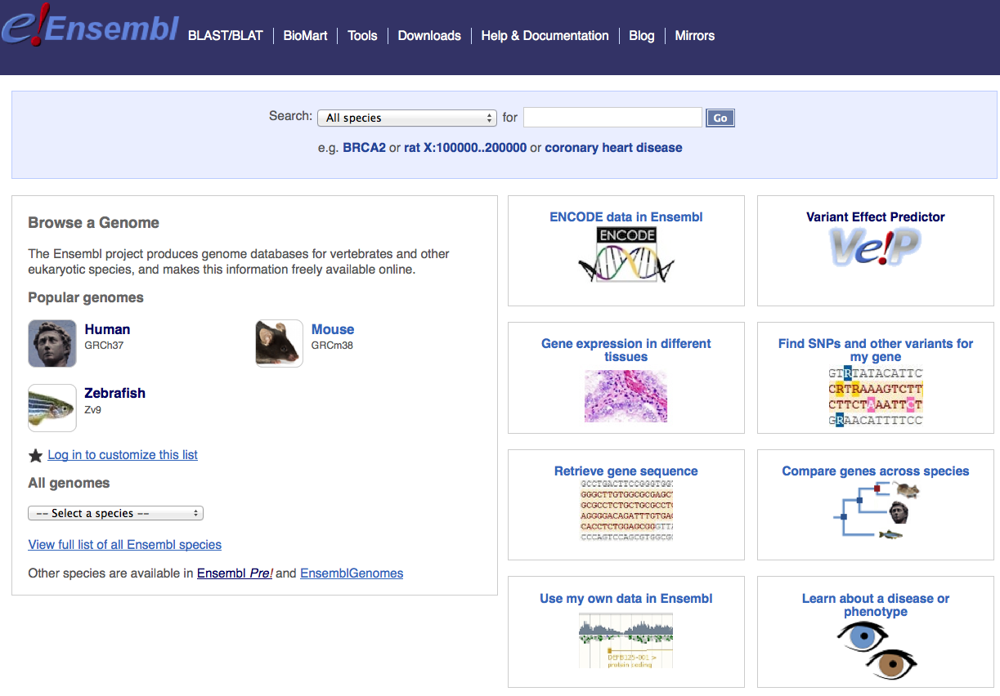 e!Ensembl BLAST/BLAT BioMart Tools Downloads Help & Documentation Blog Mirrors
Search: All species for Go
e.g. BRCA2 or rat X:100000..200000 or coronary heart disease
Browse a Genome
The Ensembl project produces genome databases for vertebrates and other
eukaryotic species, and makes this information freely available online.
Popular genomes
Human
GRCh37
Mouse
GRCm38
Zebrafish
Zv9
Log in to customize this list
All genomes
-- Select a species --
View full list of all Ensembl species
Other species are available in Ensembl Pre! and EnsemblGenomes
ENCODE data in Ensembl
ENCODE
Variant Effect Predictor
Ve!P
Gene expression in different
tissues
Find SNPs and other variants for
my gene
GTRTATACATTC
CRTRAAAGTCTT
CTTCTAAATTCT
GRAACATTTTCC
Retrieve gene sequence
GCCTGACTTCCGGGTGG
GGGCTTGTGGCGCGAGC
GCGCCTCTGCTGCGCCT
AGGGGACAGATTTGTGA
CACCTCTGGAGCGGGTT
CCCAGTCCAGCGTGGCG
Compare genes across species
Use my own data in Ensembl
DEFB125-001 >
protein coding
Learn about a disease or
phenotype